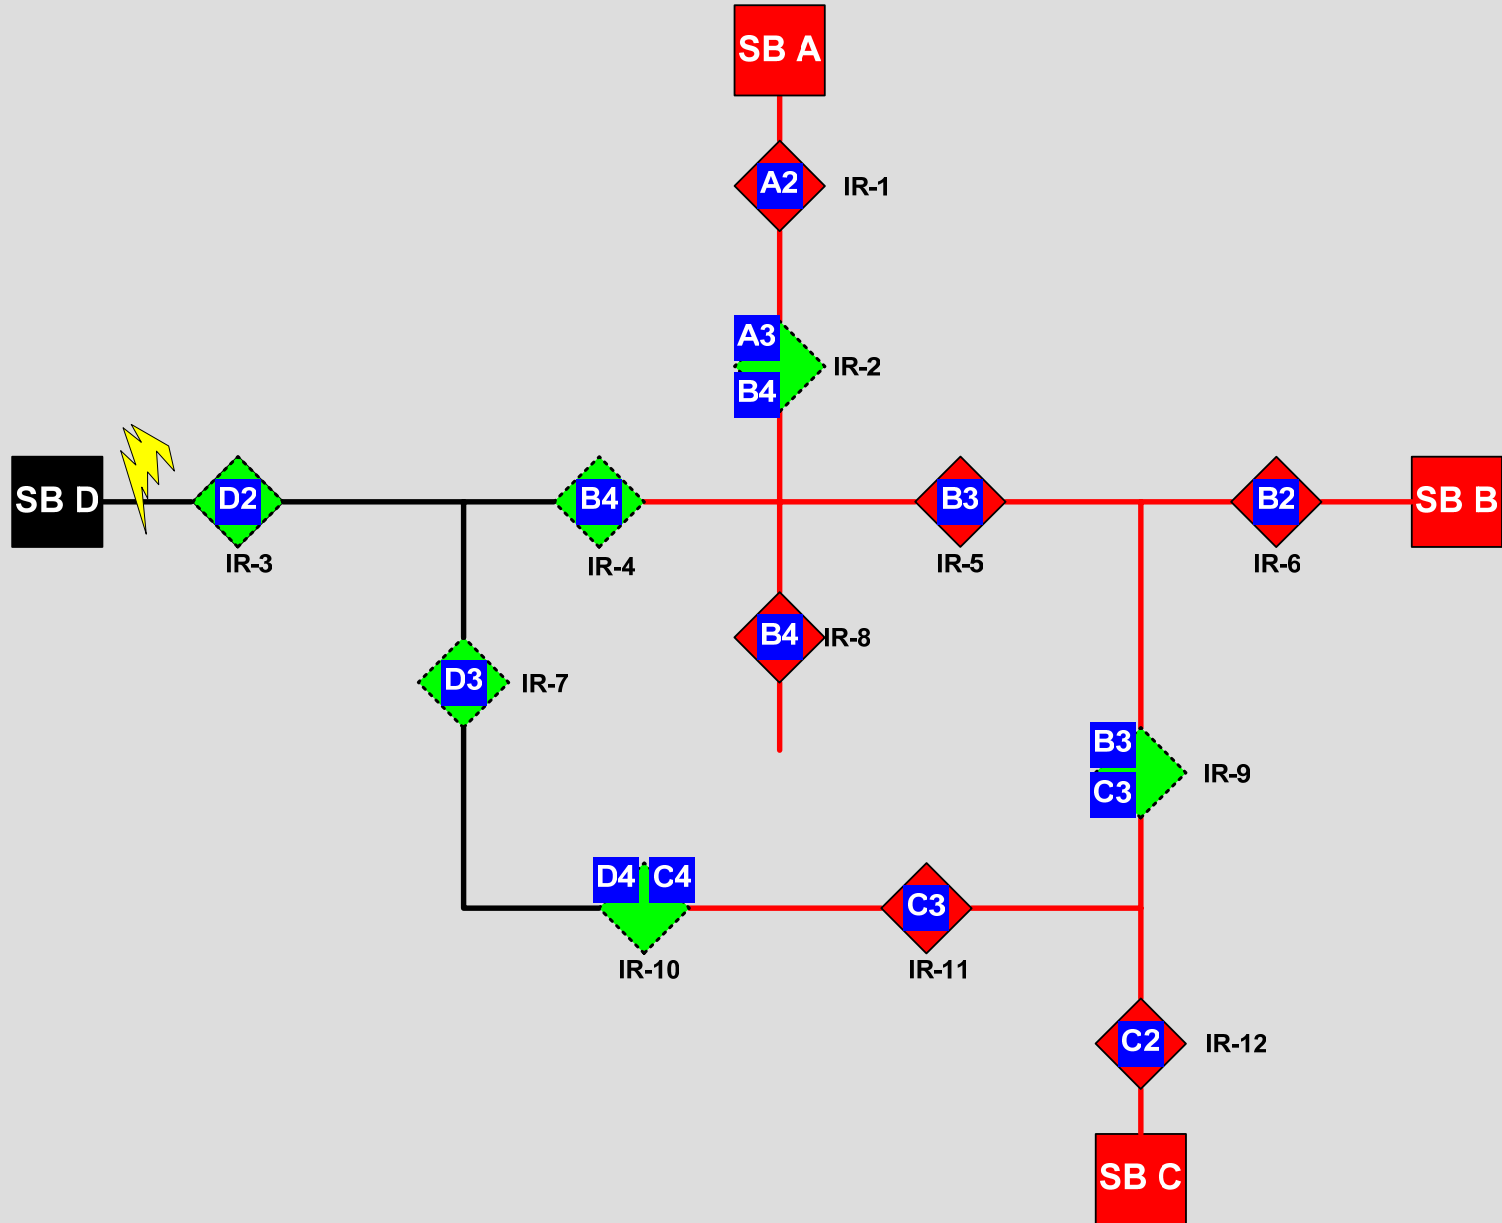 SB A
A2
IR-1
A3
IR-2
B4
SB D
D2
B4
B3
B2
SB B
IR-3
IR-4
IR-5
IR-6
B4
IR-8
D3
IR-7
B3
IR-9
C3
D4
C4
C3
IR-10
IR-11
C2
IR-12
SB C